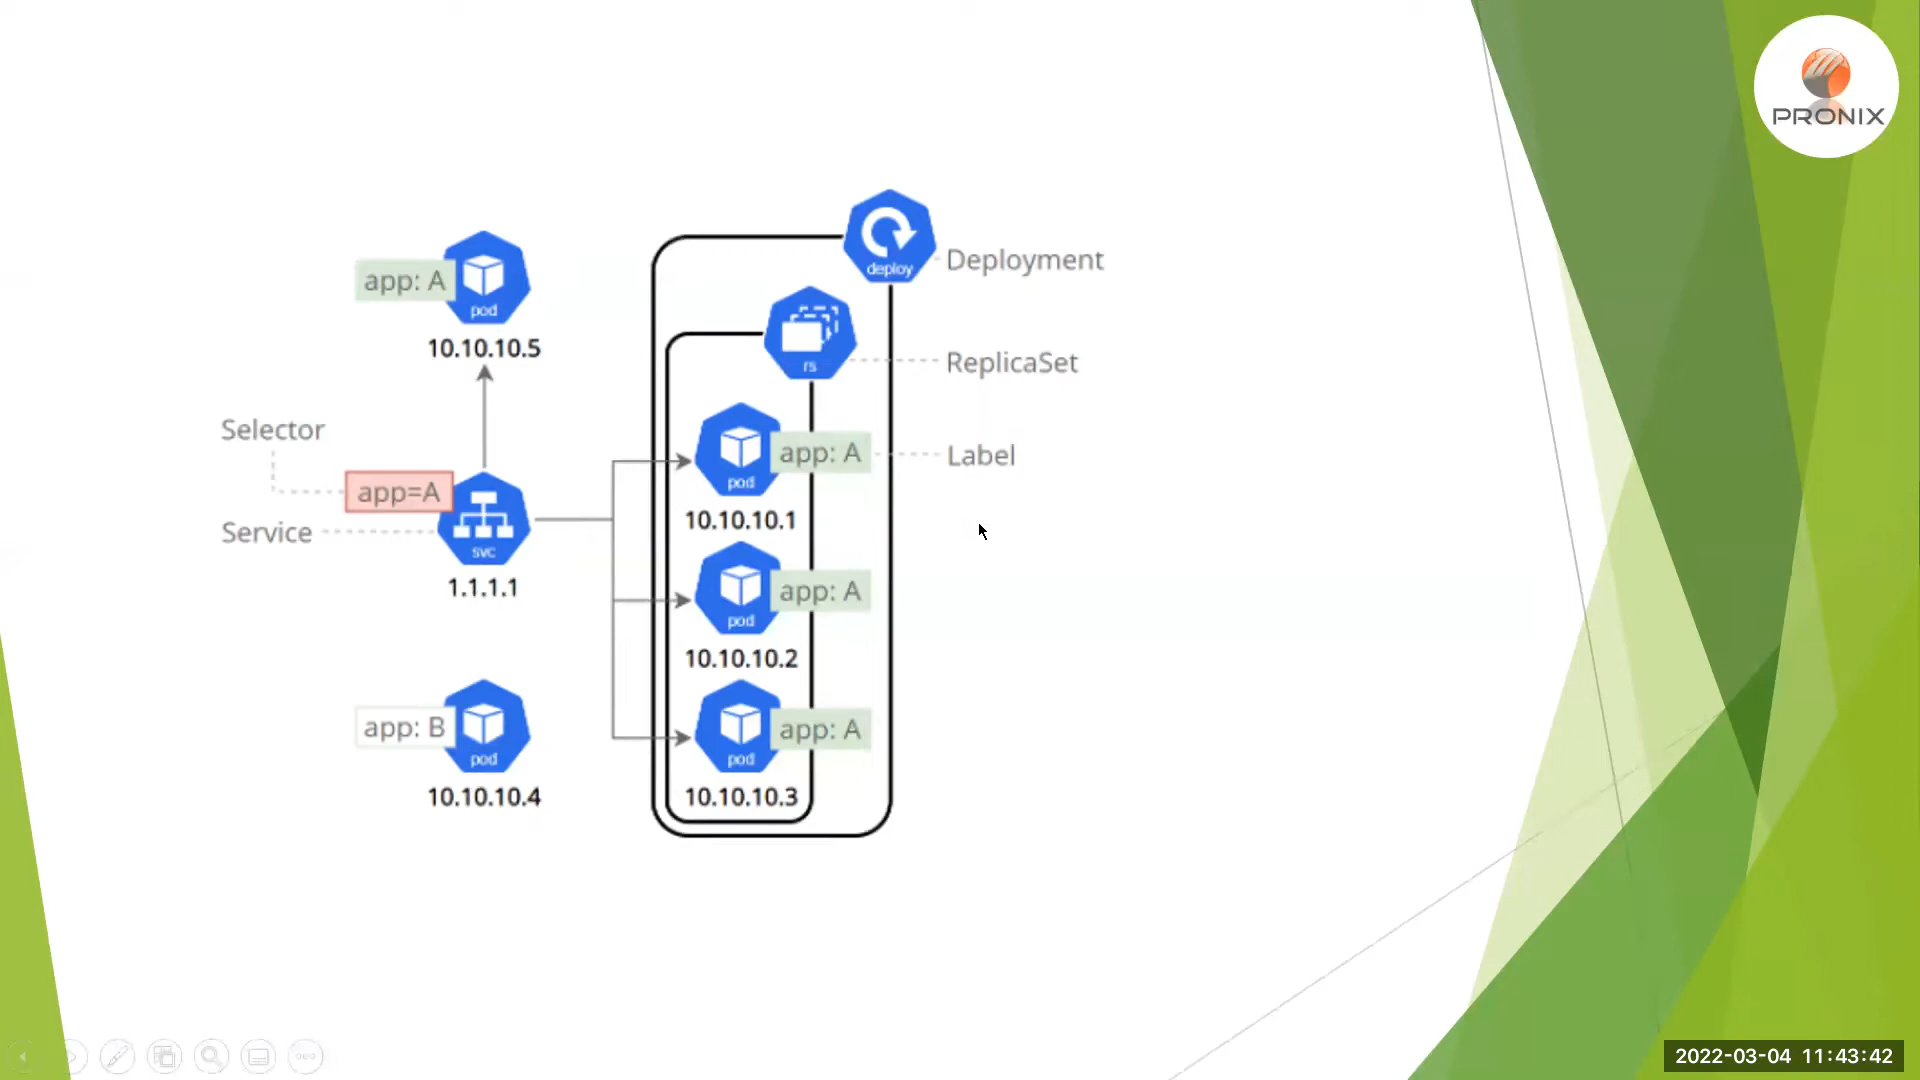 PRONIX
deploy
Deployment
app: A
pod
10.10.10.5
rs
ReplicaSet
Selector
app=A
Service
svc
1.1.1.1
pod
app: A
Label
10.10.10.1
pod
app: A
10.10.10.2
app: B
pod
10.10.10.4
pod
app: A
10.10.10.3
2022-03-04 11:43:42